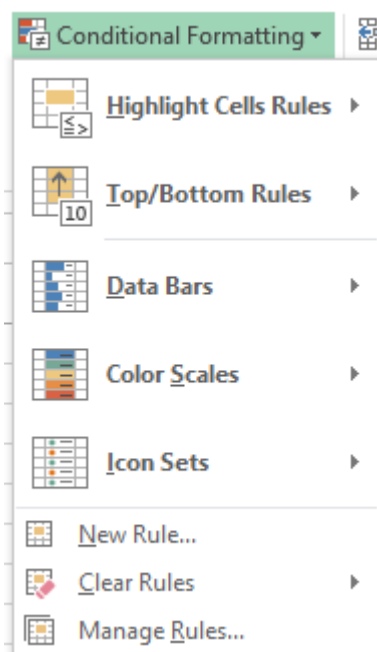 Conditional Formatting
Highlight Cells Rules
≤ >
Top/Bottom Rules
10
Data Bars
Color Scales
Icon Sets
New Rule...
Clear Rules
Manage Rules...